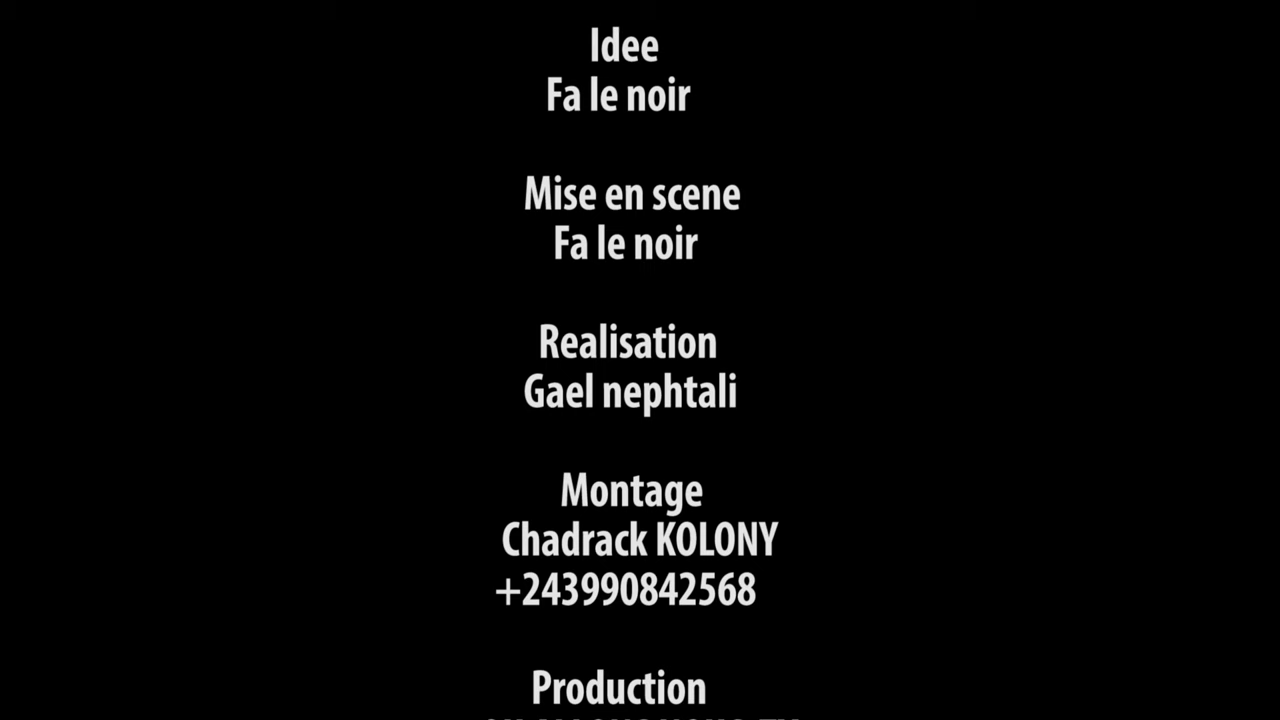 Idee
Fa le noir
Mise en scene
Fa le noir
Realisation
Gael nephtali
Montage
Chadrack KOLONY
+243990842568
Production